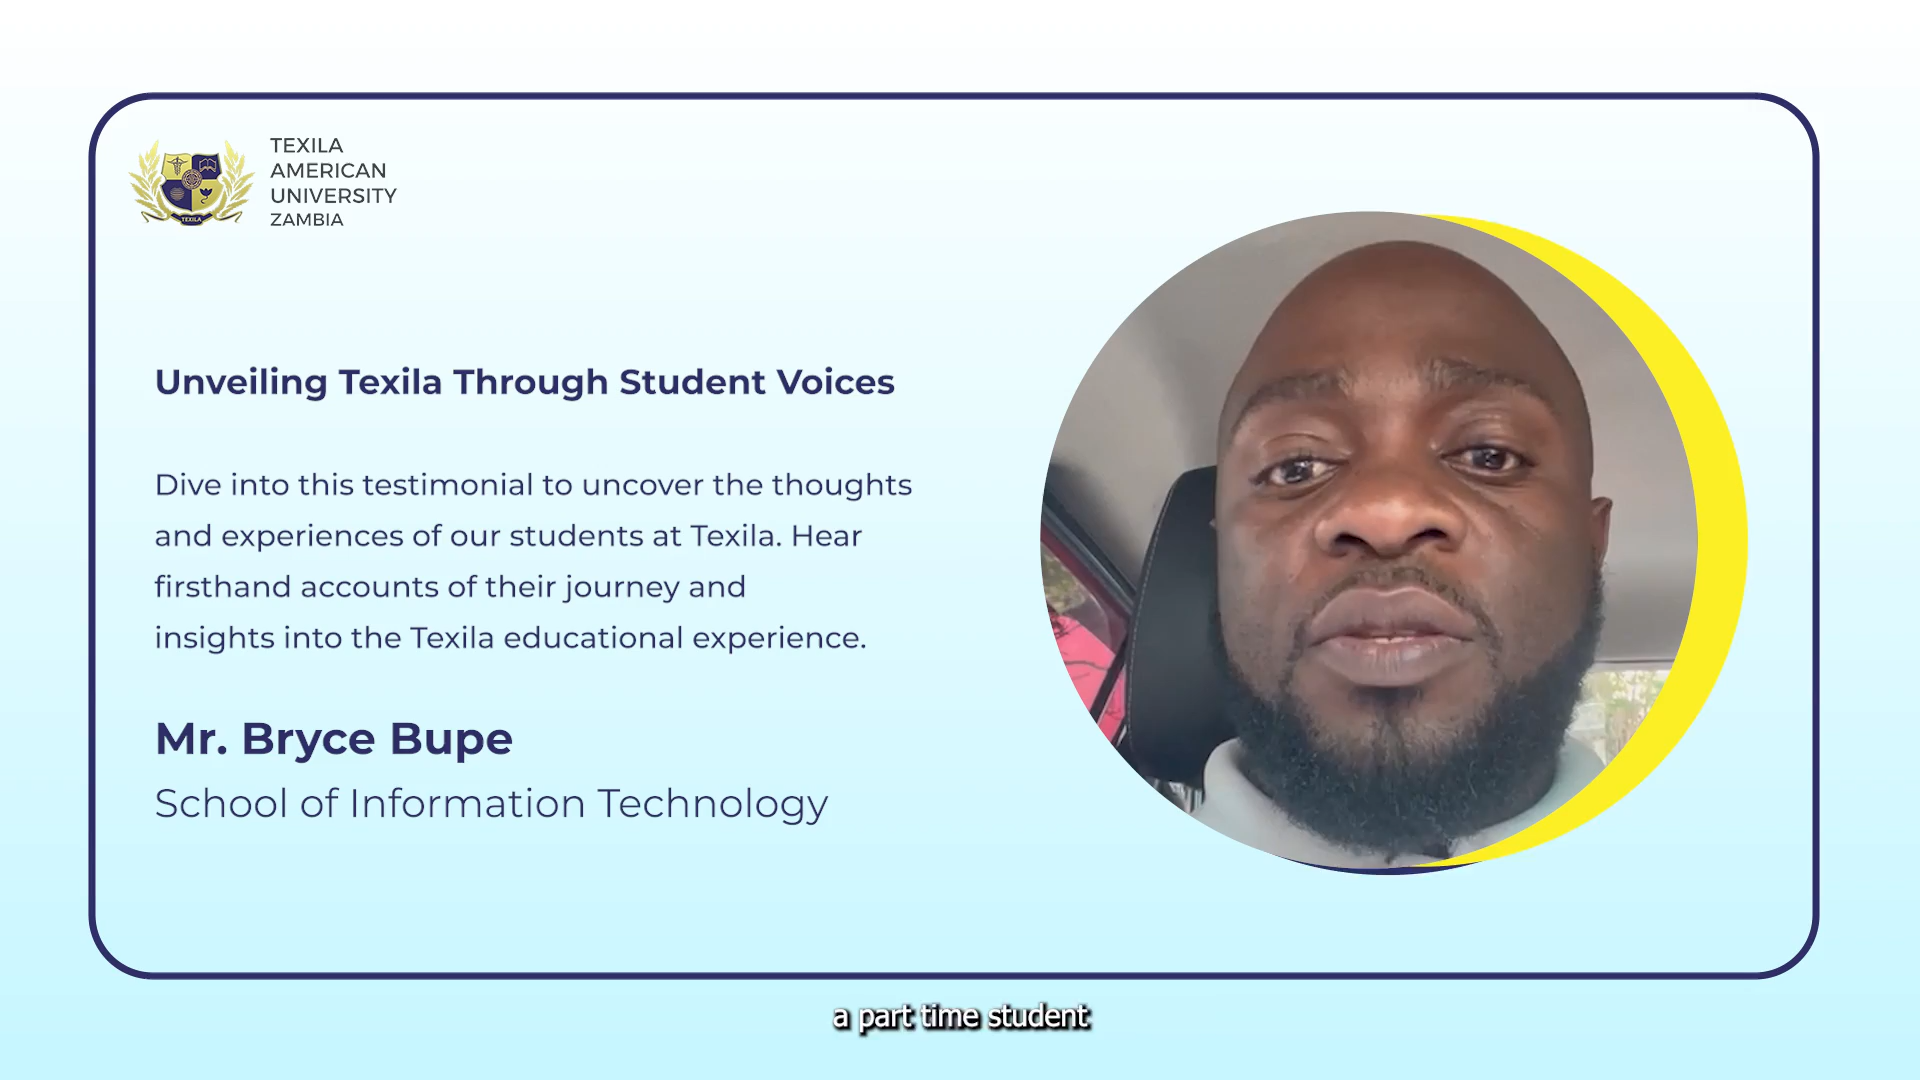 TEXILA
AMERICAN
UNIVERSITY
ZAMBIA
TEXILA
Unveiling Texila Through Student Voices
Dive into this testimonial to uncover the thoughts
and experiences of our students at Texila. Hear
firsthand accounts of their journey and
insights into the Texila educational experience.
Mr. Bryce Bupe
School of Information Technology
a part time student